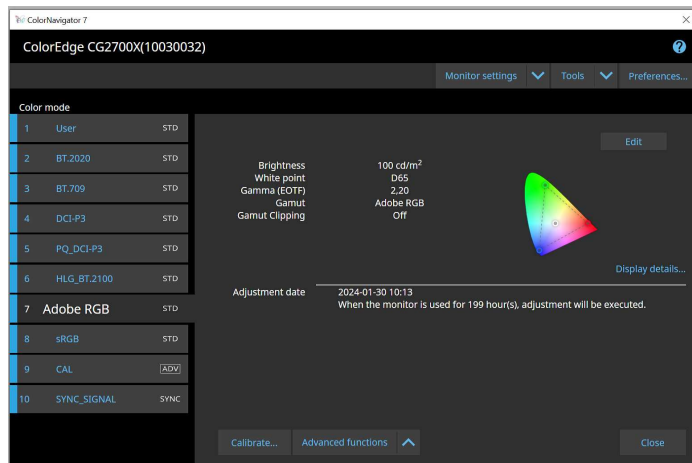 ColorNavigator 7
ColorEdge CG2700X(10030032)
Monitor settings Tools Preferences...
Color mode
1 User STD
2 BT.2020 STD
3 BT.709 STD
4 DCI-P3 STD
5 PQ_DCI-P3 STD
6 HLG_BT.2100 STD
7 Adobe RGB STD
8 sRGB STD
9 CAL ADV
10 SYNC_SIGNAL SYNC
Edit
Brightness 100 cd/m²
White point D65
Gamma (EOTF) 2,20
Gamut Adobe RGB
Gamut Clipping Off
Display details...
Adjustment date 2024-01-30 10:13
When the monitor is used for 199 hour(s), adjustment will be executed.
Calibrate... Advanced functions Close